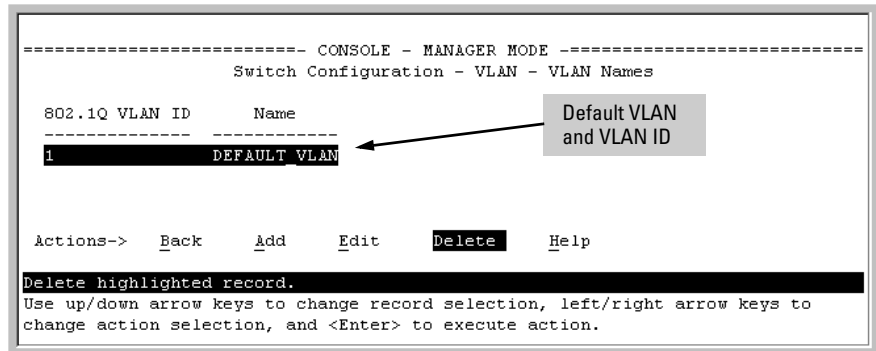 ==========================- CONSOLE - MANAGER MODE -============================
Switch Configuration - VLAN - VLAN Names
802.1Q VLAN ID Name
-------------- ------------
1 DEFAULT_VLAN
Default VLAN
and VLAN ID
Actions-> Back Add Edit Delete Help
Delete highlighted record.
Use up/down arrow keys to change record selection, left/right arrow keys to
change action selection, and <Enter> to execute action.